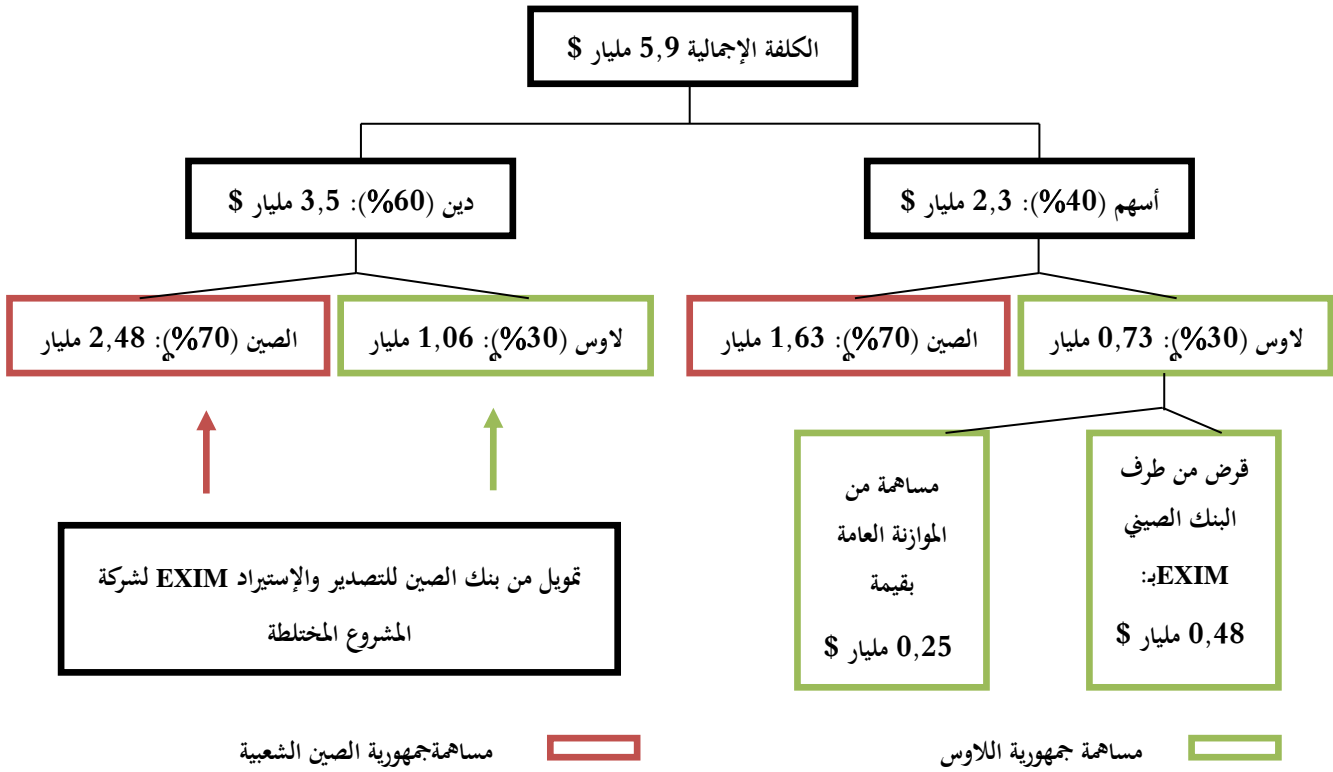 الكلفة الإجمالية 5,9 مليار $
أسهم (40%): 2,3 مليار $
دين (60%): 3,5 مليار $
لاوس (30%): 0,73 مليار
الصين (70%): 1,63 مليار
لاوس (30%): 1,06 مليار
الصين (70%): 2,48 مليار
قرض من طرف
البنك الصيني
EXIMبـ:
0,48 مليار $
مساهمة من
الموازنة العامة
بقيمة
0,25 مليار $
تمويل من بنك الصين للتصدير والإستيراد EXIM لشركة
المشروع المختلطة
مساهمة جمهورية اللاوس
مساهمةجمهورية الصين الشعبية